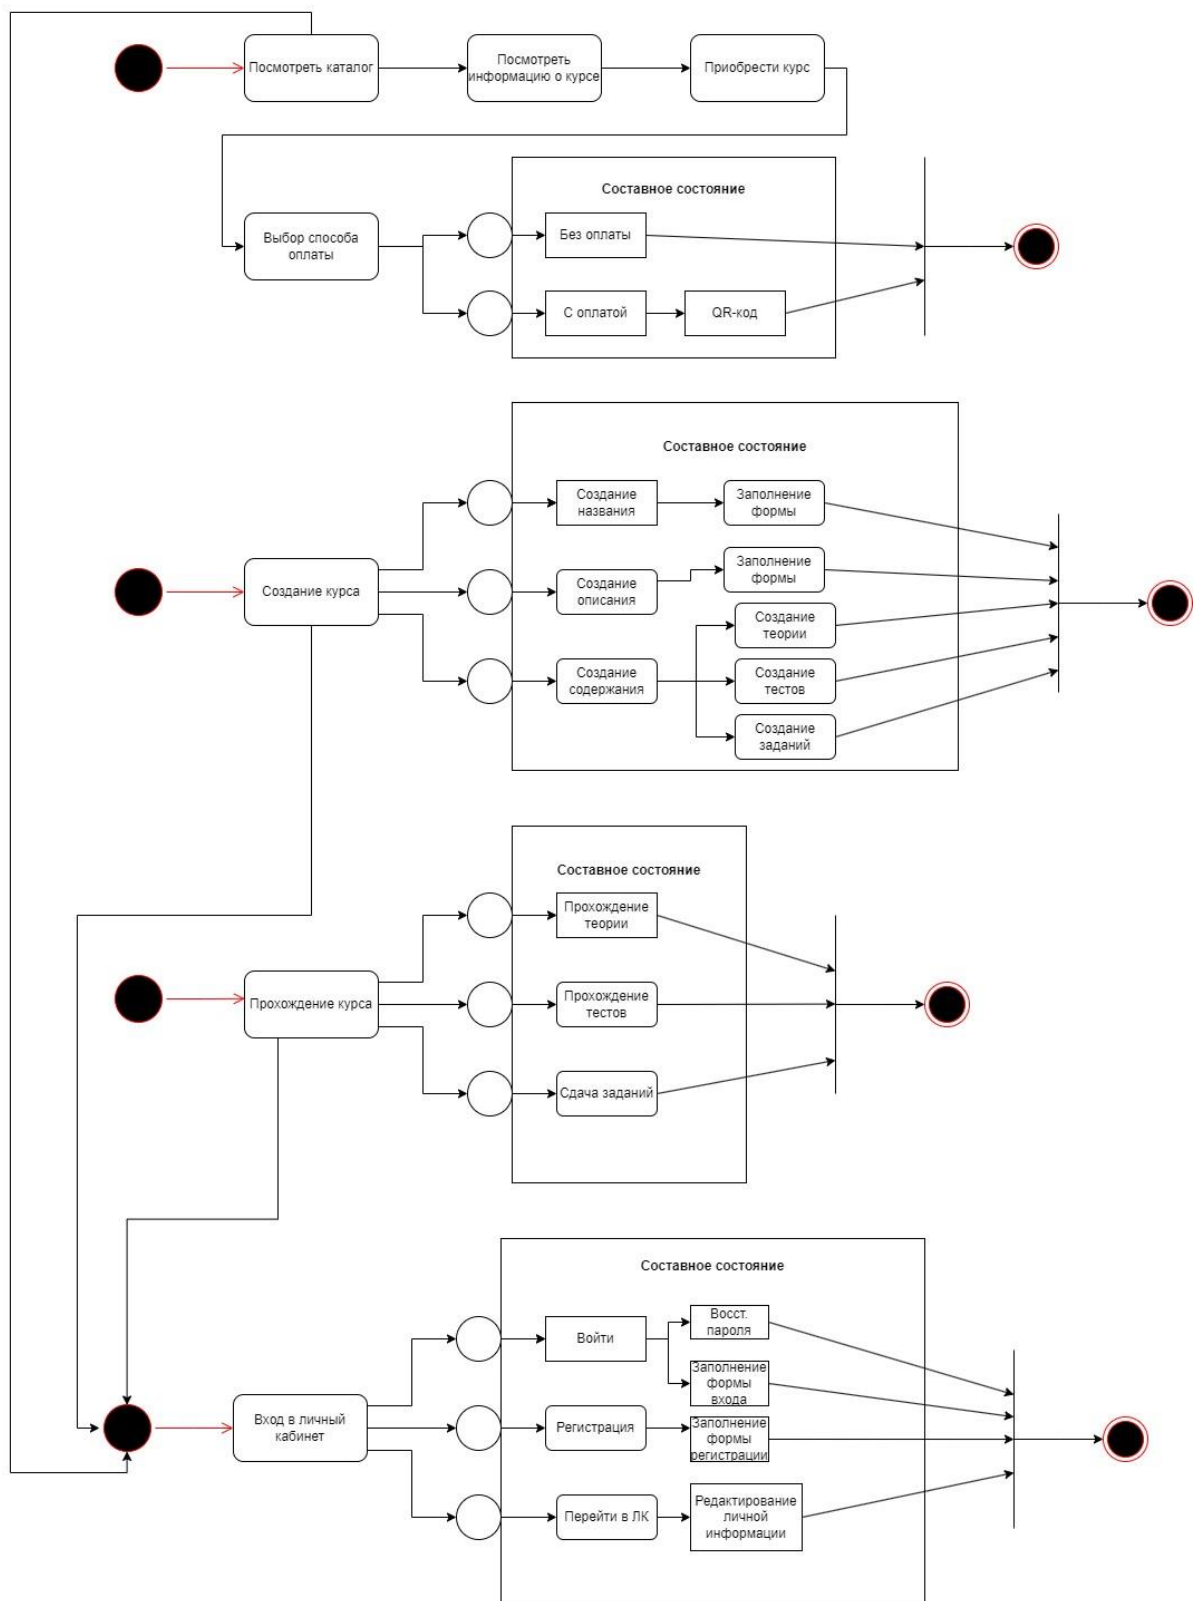 Посмотреть каталог
Посмотреть
информацию о курсе
Приобрести курс
Составное состояние
Выбор способа
оплаты
Без оплаты
С оплатой
QR-код
Составное состояние
Создание
названия
Заполнение
формы
Создание курса
Создание
описания
Заполнение
формы
Создание
содержания
Создание
теории
Создание
тестов
Создание
заданий
Составное состояние
Прохождение
теории
Прохождение курса
Прохождение
тестов
Сдача заданий
Составное состояние
Войти
Восст.
пароля
Заполнение
формы
входа
Вход в личный
кабинет
Регистрация
Заполнение
формы
регистрации
Перейти в ЛК
Редактирование
личной
информации